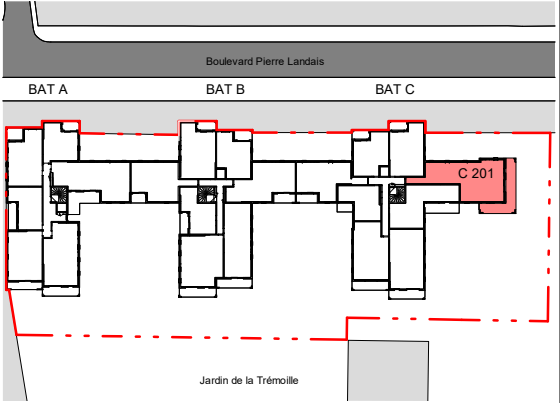 Boulevard Pierre Landais
BAT A
BAT B
BAT C
C 201
Jardin de la Trémoille